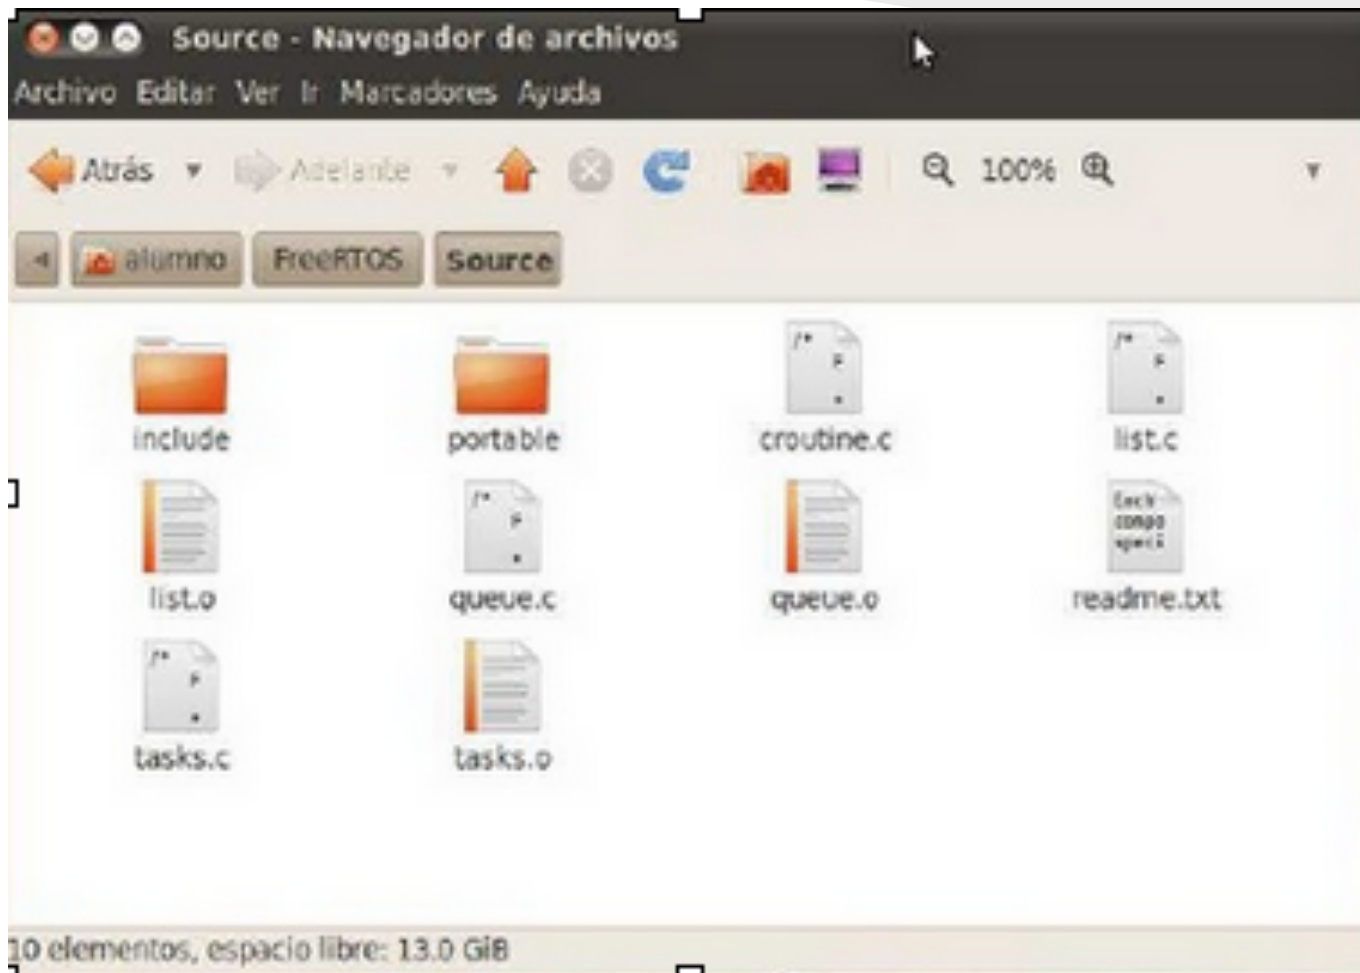 Source - Navegador de archivos
Archivo Editar Ver Ir Marcadores Ayuda
Atrás Adelante 100%
alumno FreeRTOS Source
include portable croutine.c list.c
list.o queue.c queue.o readme.txt
tasks.c tasks.o
10 elementos, espacio libre: 13.0 GiB